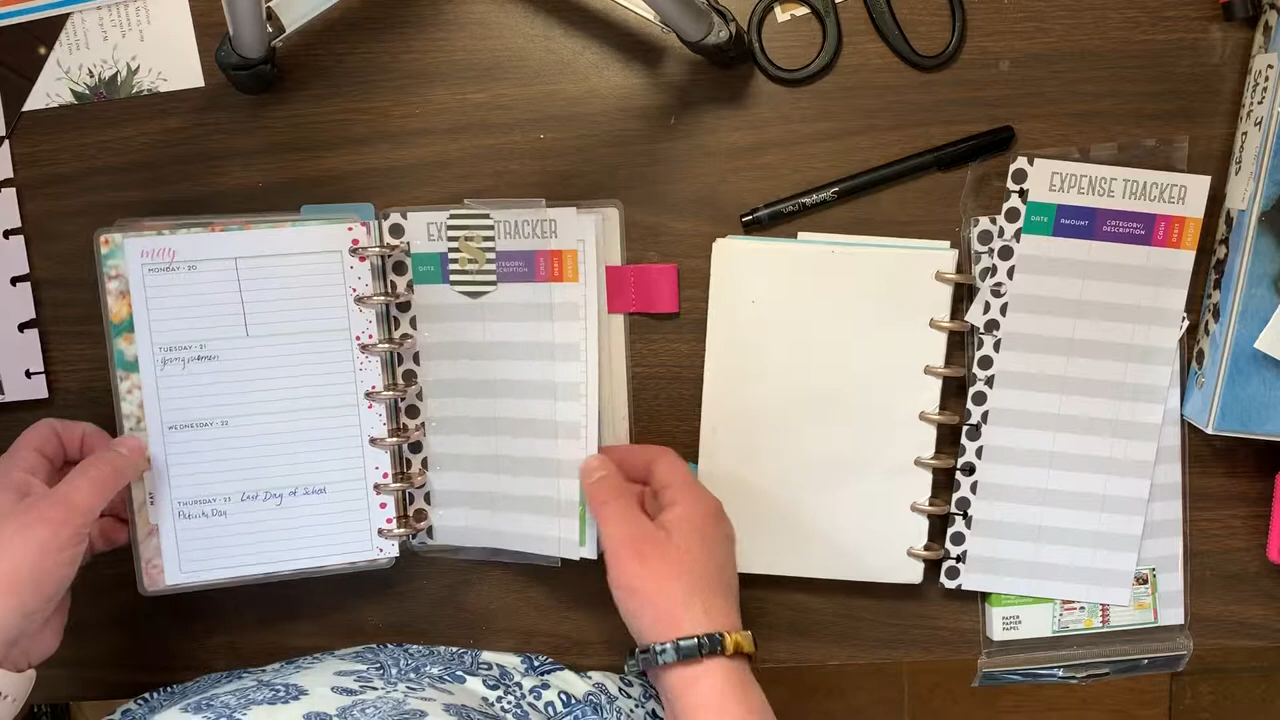 may
MONDAY · 20
TUESDAY · 21
· young women
WEDNESDAY · 22
THURSDAY · 23 Last Day of School
Activity Day
MAY
TRACKER
DATE
CATEGORY/
DESCRIPTION
CASH
DEBIT
CREDIT
$
Sharpie Pen.
EXPENSE TRACKER
DATE
AMOUNT
CATEGORY/
DESCRIPTION
CASH
DEBIT
CREDIT
PAPER
PAPIER
PAPEL